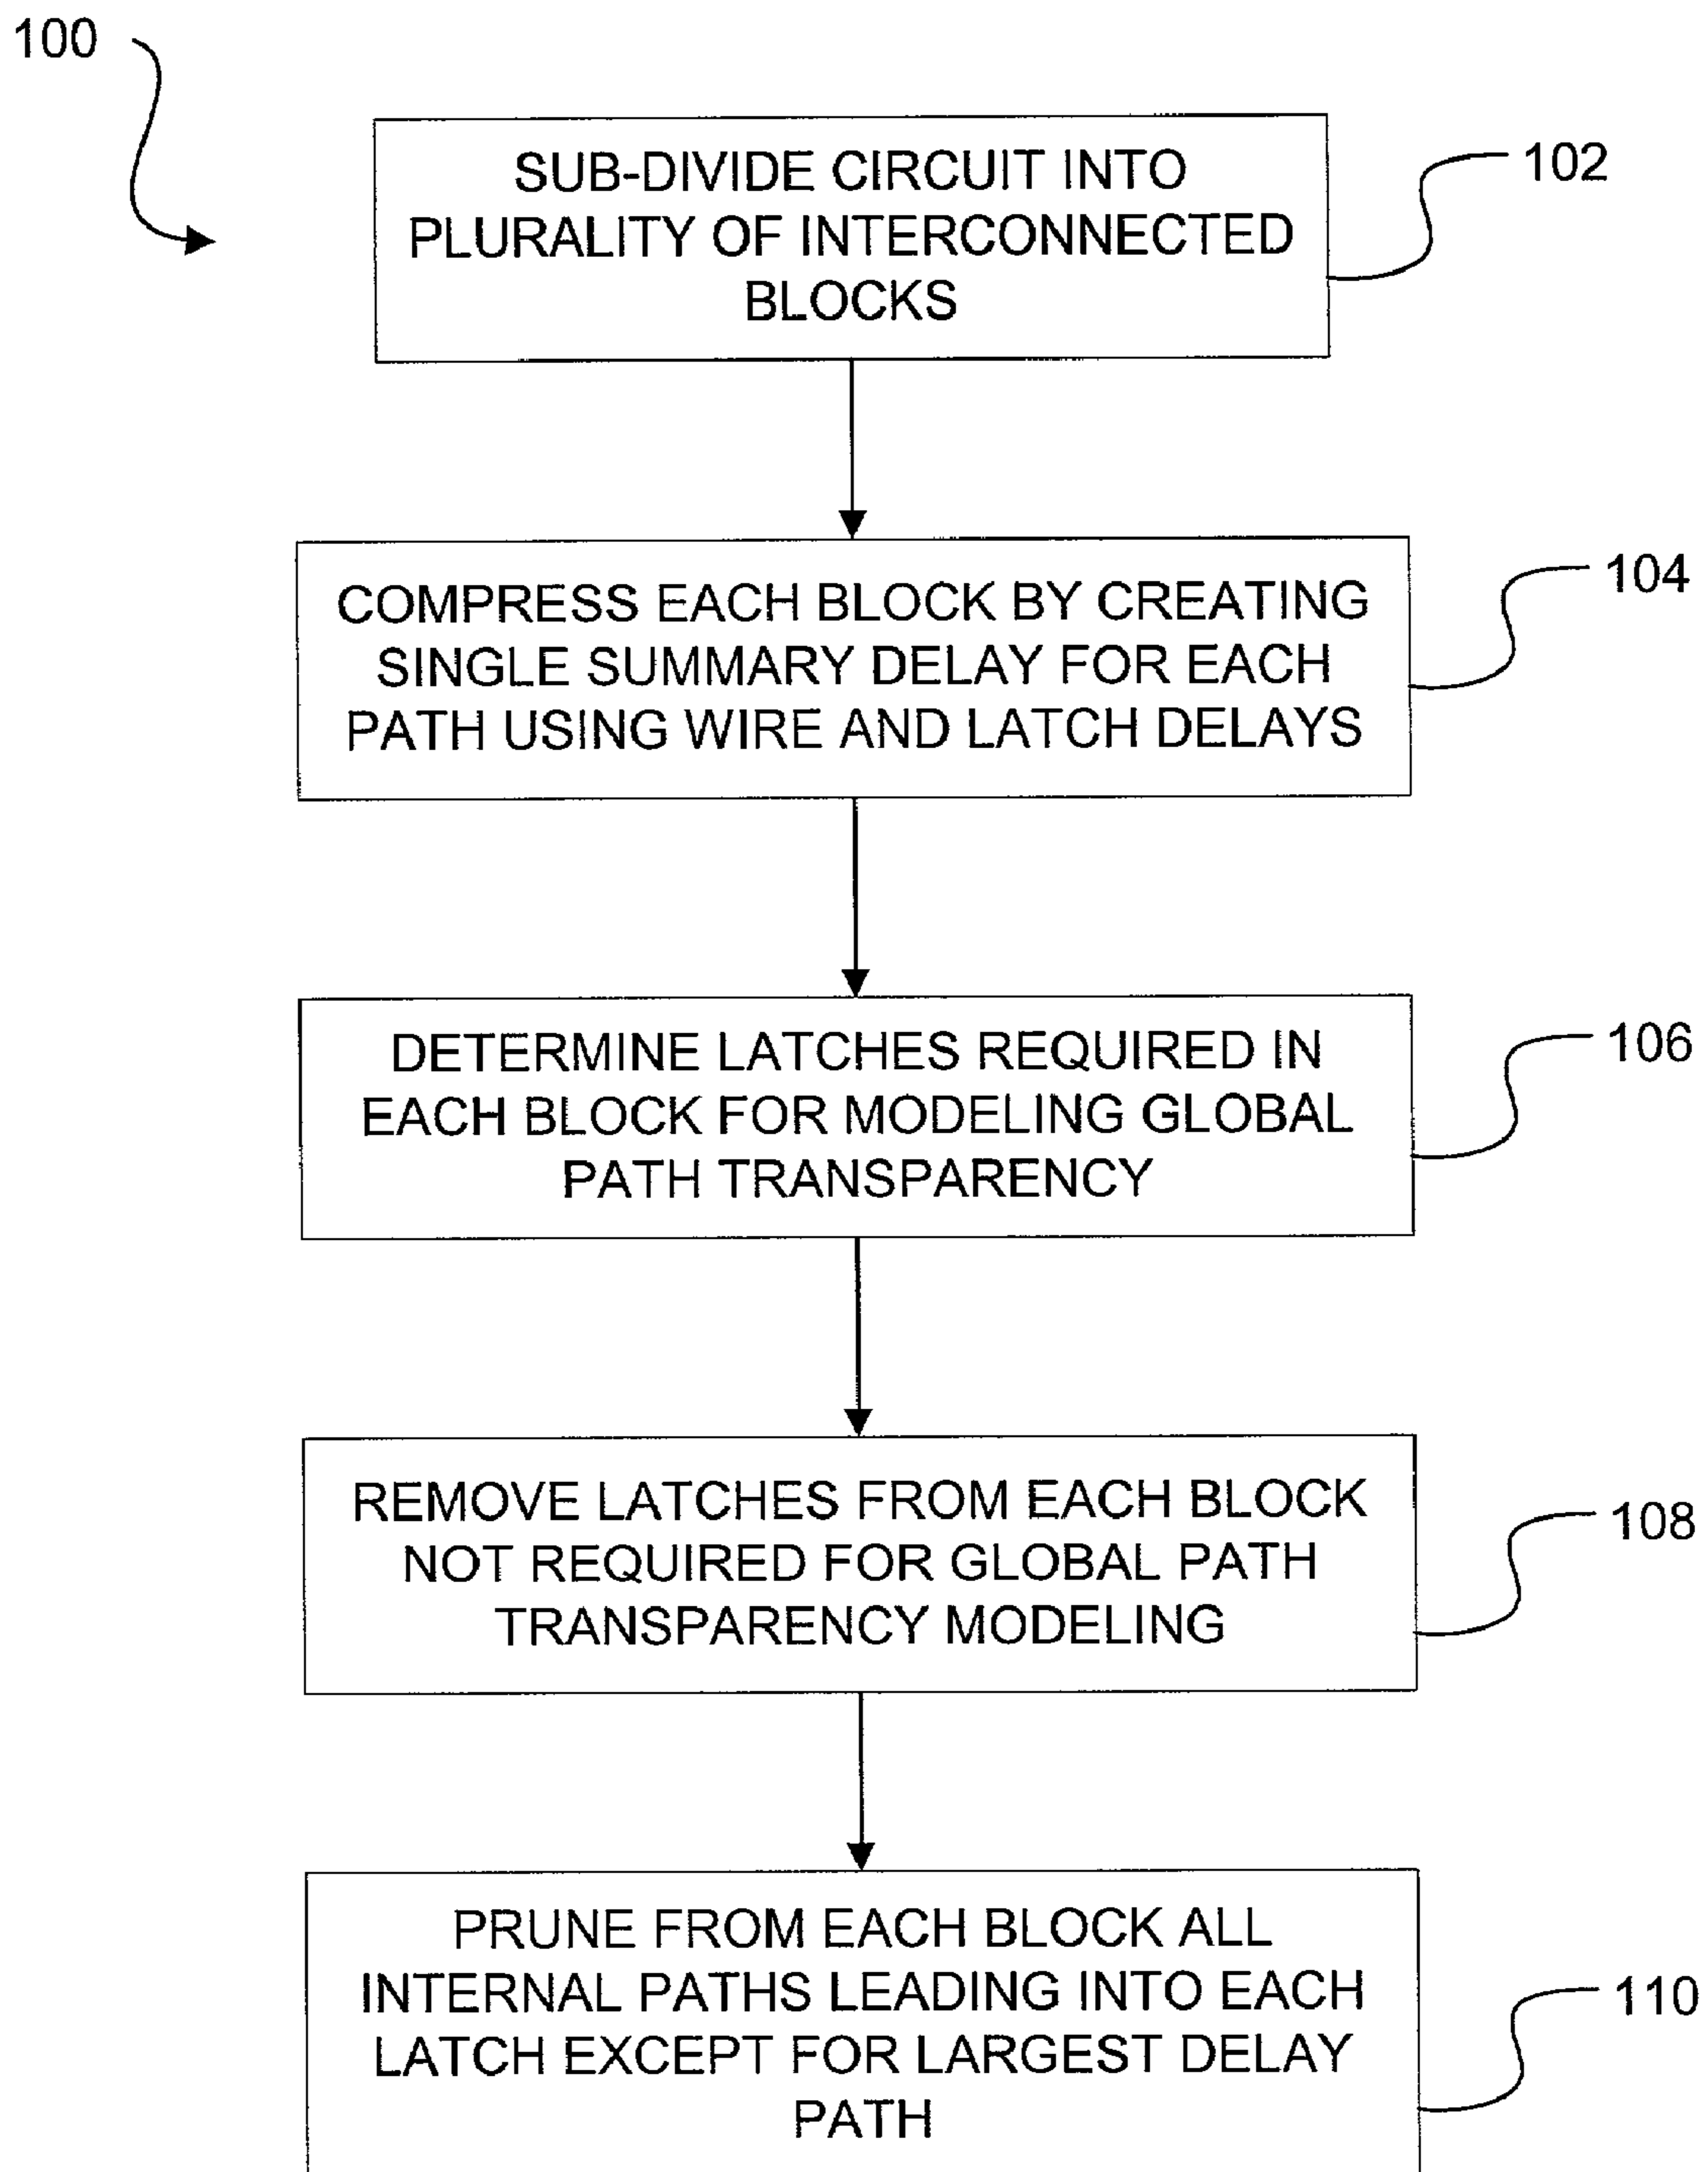 100
SUB-DIVIDE CIRCUIT INTO
PLURALITY OF INTERCONNECTED
BLOCKS
102
COMPRESS EACH BLOCK BY CREATING
SINGLE SUMMARY DELAY FOR EACH
PATH USING WIRE AND LATCH DELAYS
104
DETERMINE LATCHES REQUIRED IN
EACH BLOCK FOR MODELING GLOBAL
PATH TRANSPARENCY
106
REMOVE LATCHES FROM EACH BLOCK
NOT REQUIRED FOR GLOBAL PATH
TRANSPARENCY MODELING
108
PRUNE FROM EACH BLOCK ALL
INTERNAL PATHS LEADING INTO EACH
LATCH EXCEPT FOR LARGEST DELAY
PATH
110